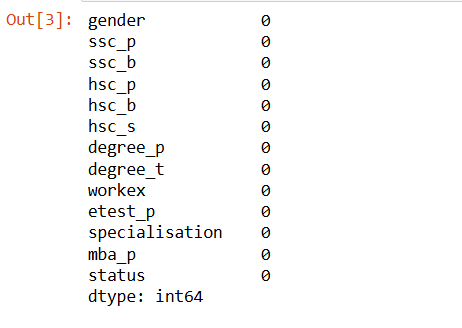 Out[3]: gender 0
ssc_p 0
ssc_b 0
hsc_p 0
hsc_b 0
hsc_s 0
degree_p 0
degree_t 0
workex 0
etest_p 0
specialisation 0
mba_p 0
status 0
dtype: int64